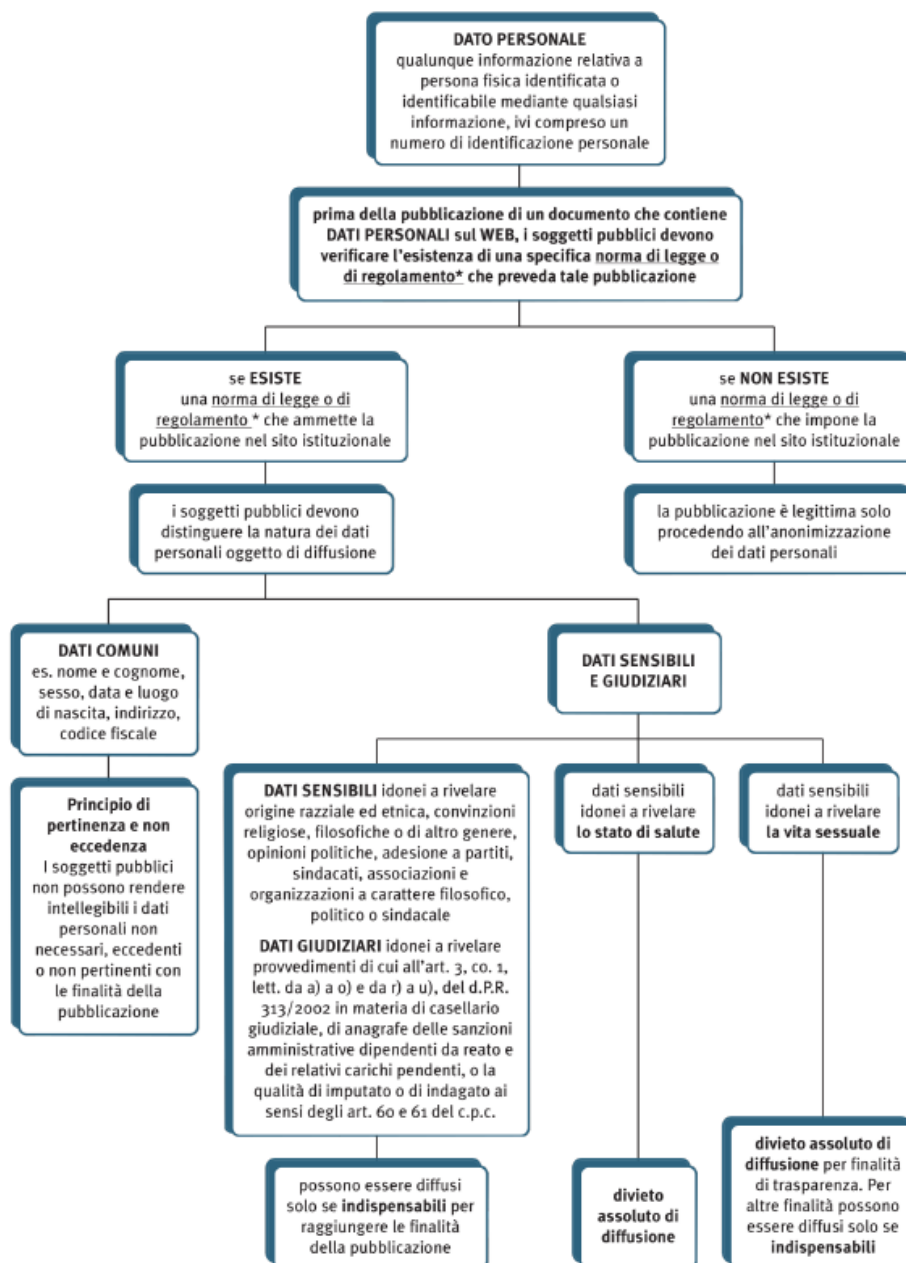 DATO PERSONALE
qualunque informazione relativa a
persona fisica identificata o
identificabile mediante qualsiasi
informazione, ivi compreso un
numero di identificazione personale
prima della pubblicazione di un documento che contiene
DATI PERSONALI sul WEB, i soggetti pubblici devono
verificare l'esistenza di una specifica norma di legge o
di regolamento* che preveda tale pubblicazione
se ESISTE
una norma di legge o di
regolamento * che ammette la
pubblicazione nel sito istituzionale
se NON ESISTE
una norma di legge o di
regolamento* che impone la
pubblicazione nel sito istituzionale
i soggetti pubblici devono
distinguere la natura dei dati
personali oggetto di diffusione
la pubblicazione è legittima solo
procedendo all'anonimizzazione
dei dati personali
DATI COMUNI
es. nome e cognome,
sesso, data e luogo
di nascita, indirizzo,
codice fiscale
DATI SENSIBILI
E GIUDIZIARI
Principio di
pertinenza e non
eccedenza
I soggetti pubblici
non possono rendere
intellegibili i dati
personali non
necessari, eccedenti
o non pertinenti con
le finalità della
pubblicazione
DATI SENSIBILI idonei a rivelare
origine razziale ed etnica, convinzioni
religiose, filosofiche o di altro genere,
opinioni politiche, adesione a partiti,
sindacati, associazioni e
organizzazioni a carattere filosofico,
politico o sindacale
DATI GIUDIZIARI idonei a rivelare
provvedimenti di cui all'art. 3, co. 1,
lett. da a) a o) e da r) a u), del d.P.R.
313/2002 in materia di casellario
giudiziale, di anagrafe delle sanzioni
amministrative dipendenti da reato e
dei relativi carichi pendenti, o la
qualità di imputato o di indagato ai
sensi degli art. 60 e 61 del c.p.c.
dati sensibili
idonei a rivelare
lo stato di salute
dati sensibili
idonei a rivelare
la vita sessuale
possono essere diffusi
solo se indispensabili per
raggiungere le finalità
della pubblicazione
divieto
assoluto di
diffusione
divieto assoluto di
diffusione per finalità
di trasparenza. Per
altre finalità possono
essere diffusi solo se
indispensabili